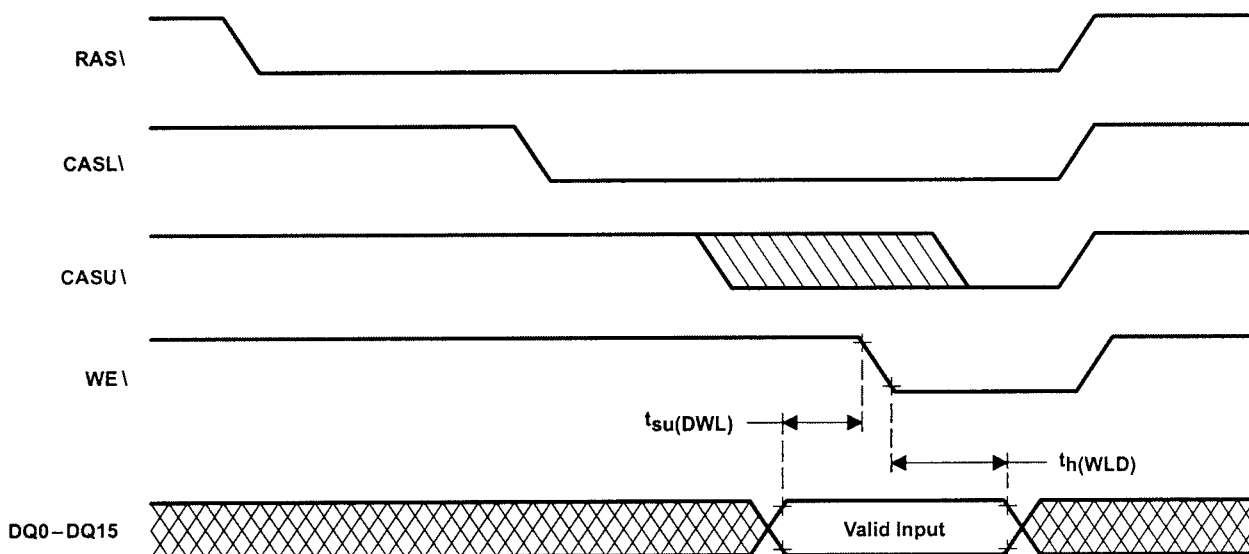 RAS\
CASL\
CASU\
WE\
tsu(DWL)
th(WLD)
DQ0–DQ15
Valid Input